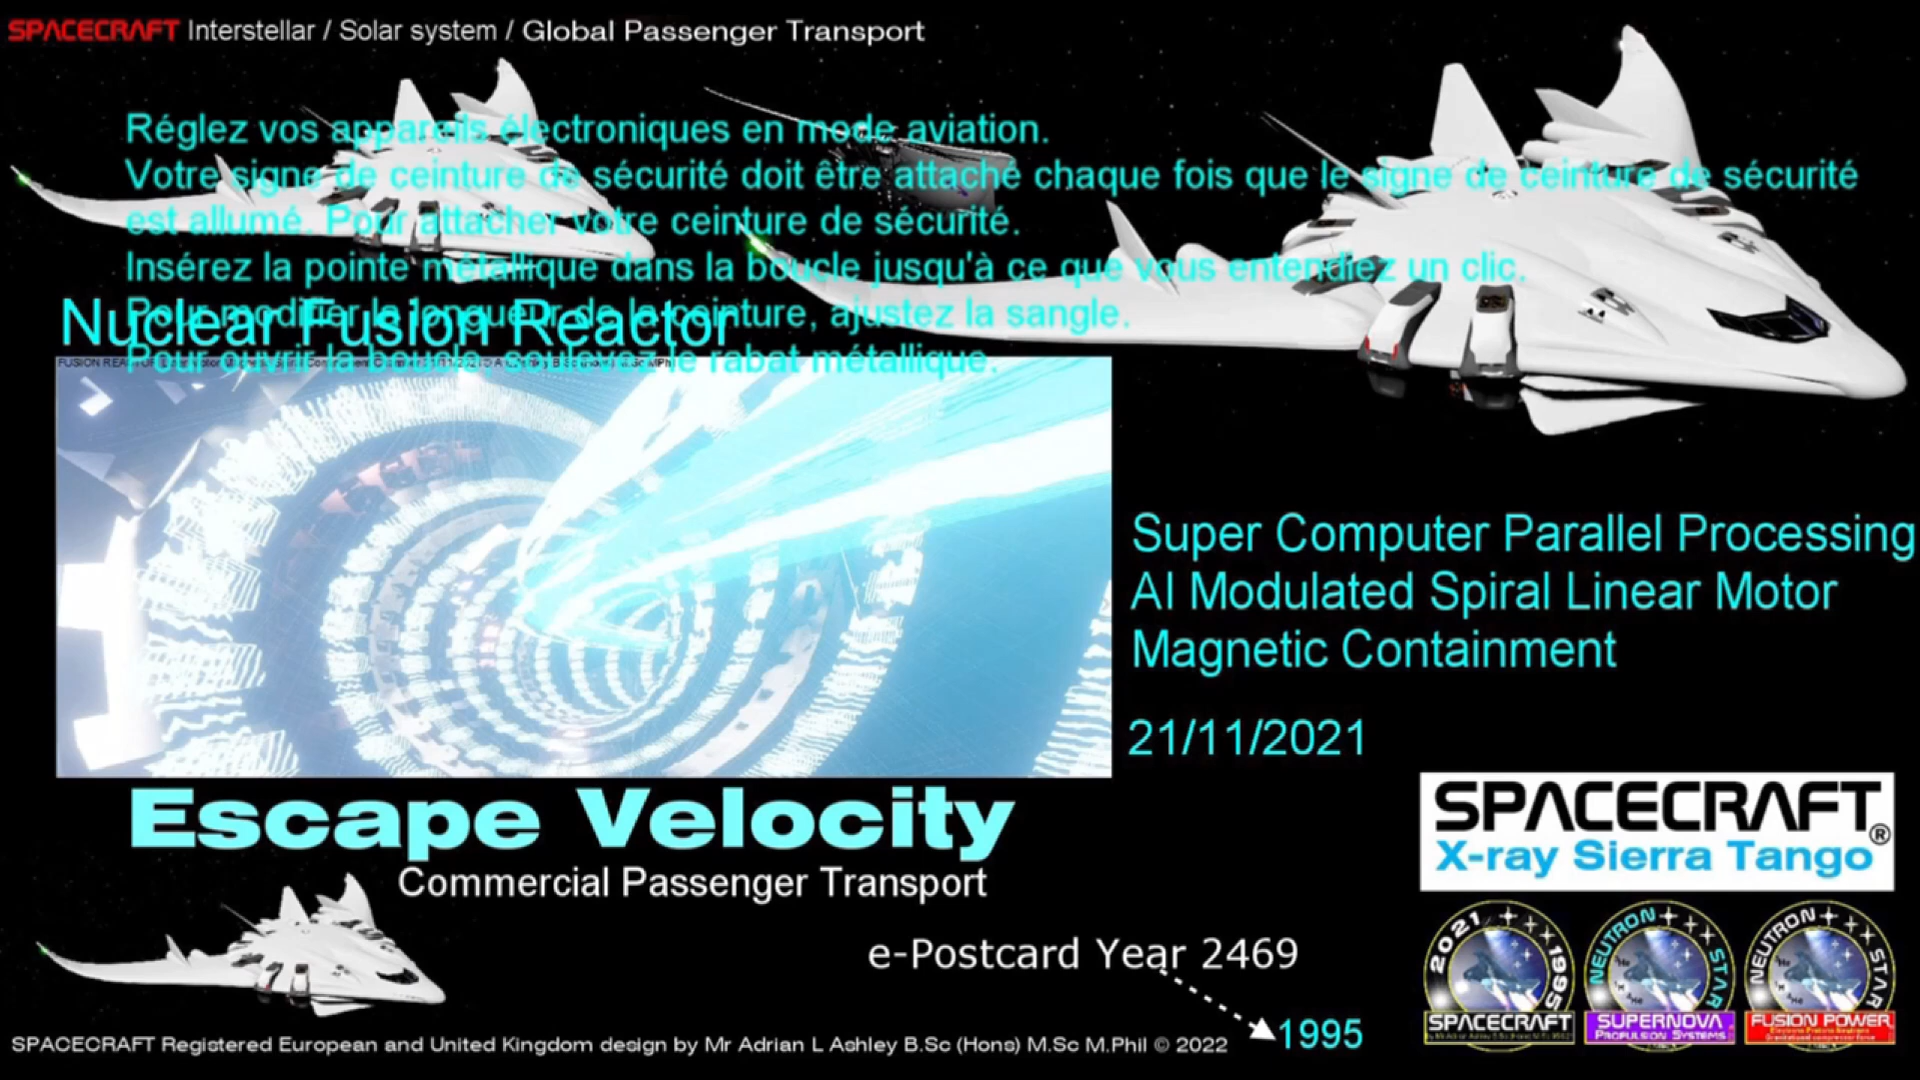 SPACECRAFT Interstellar / Solar system / Global Passenger Transport
Réglez vos appareils électroniques en mode aviation.
Votre signe de ceinture de sécurité doit être attaché chaque fois que le signe de ceinture de sécurité
est allumé. Pour attacher votre ceinture de sécurité.
Insérez la pointe métallique dans la boucle jusqu'à ce que vous entendiez un clic.
Pour modifier la longueur de la ceinture, ajustez la sangle.
Nuclear Fusion Reactor
Pour ouvrir la boucle, soulevez le rabat métallique.
Super Computer Parallel Processing
AI Modulated Spiral Linear Motor
Magnetic Containment
21/11/2021
Escape Velocity
Commercial Passenger Transport
SPACECRAFT®
X-ray Sierra Tango
e-Postcard Year 2469
1995
2021 1995
SPACECRAFT
NEUTRON STAR
SUPERNOVA
PROPULSION SYSTEMS
NEUTRON STAR
FUSION POWER
SPACECRAFT Registered European and United Kingdom design by Mr Adrian L Ashley B.Sc (Hons) M.Sc M.Phil © 2022